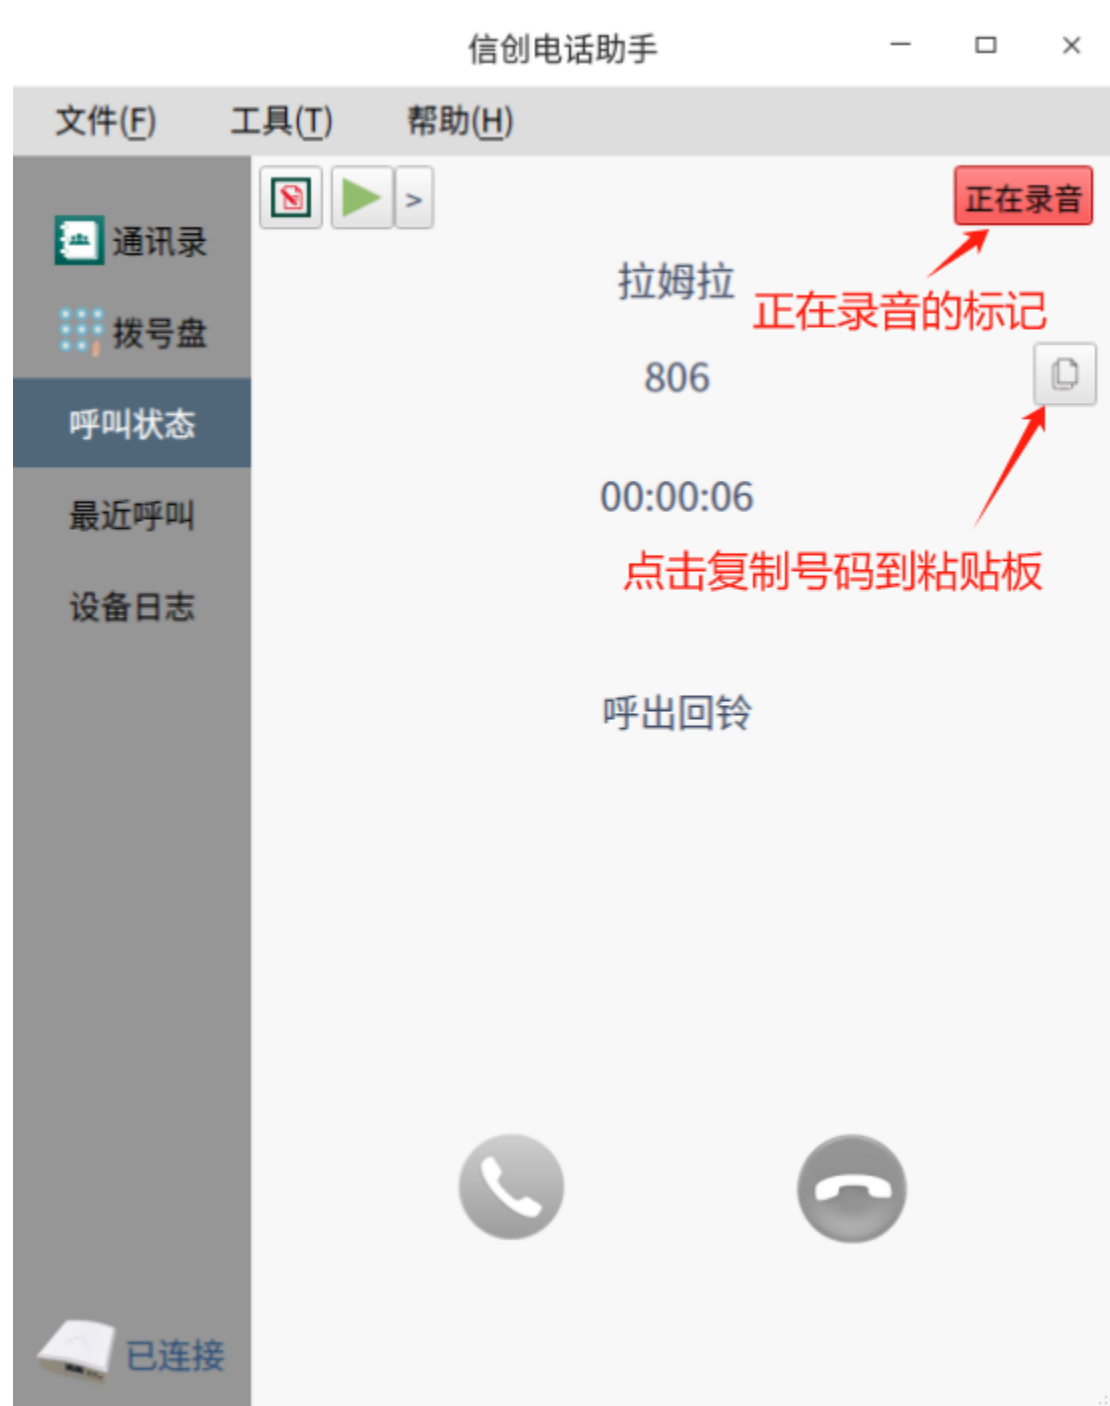 信创电话助手
文件(F) 工具(T) 帮助(H)
通讯录
拨号盘
呼叫状态
最近呼叫
设备日志
已连接
>
正在录音
拉姆拉
正在录音的标记
806
00:00:06
点击复制号码到粘贴板
呼出回铃